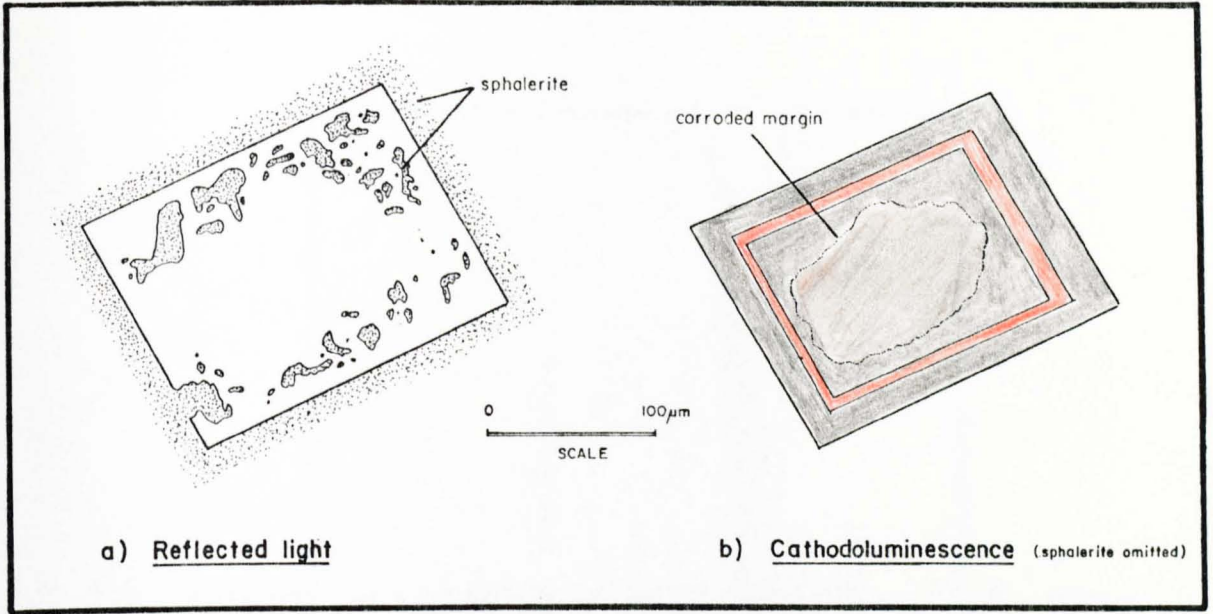 sphalerite
corroded margin
0 100µm
SCALE
a) Reflected light
b) Cathodoluminescence (sphalerite omitted)